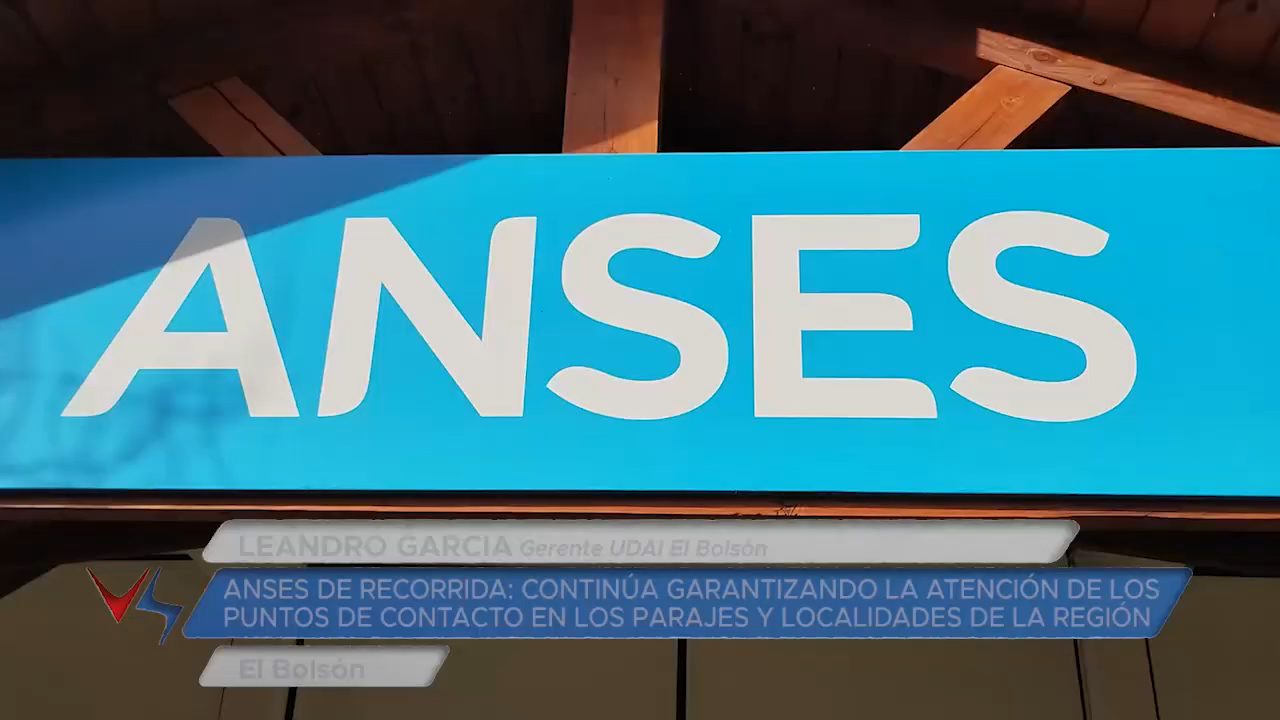 ANSES
LEANDRO GARCIA Gerente UDAI El Bolsón
ANSES DE RECORRIDA: CONTINÚA GARANTIZANDO LA ATENCIÓN DE LOS
PUNTOS DE CONTACTO EN LOS PARAJES Y LOCALIDADES DE LA REGIÓN
VS
El Bolsón